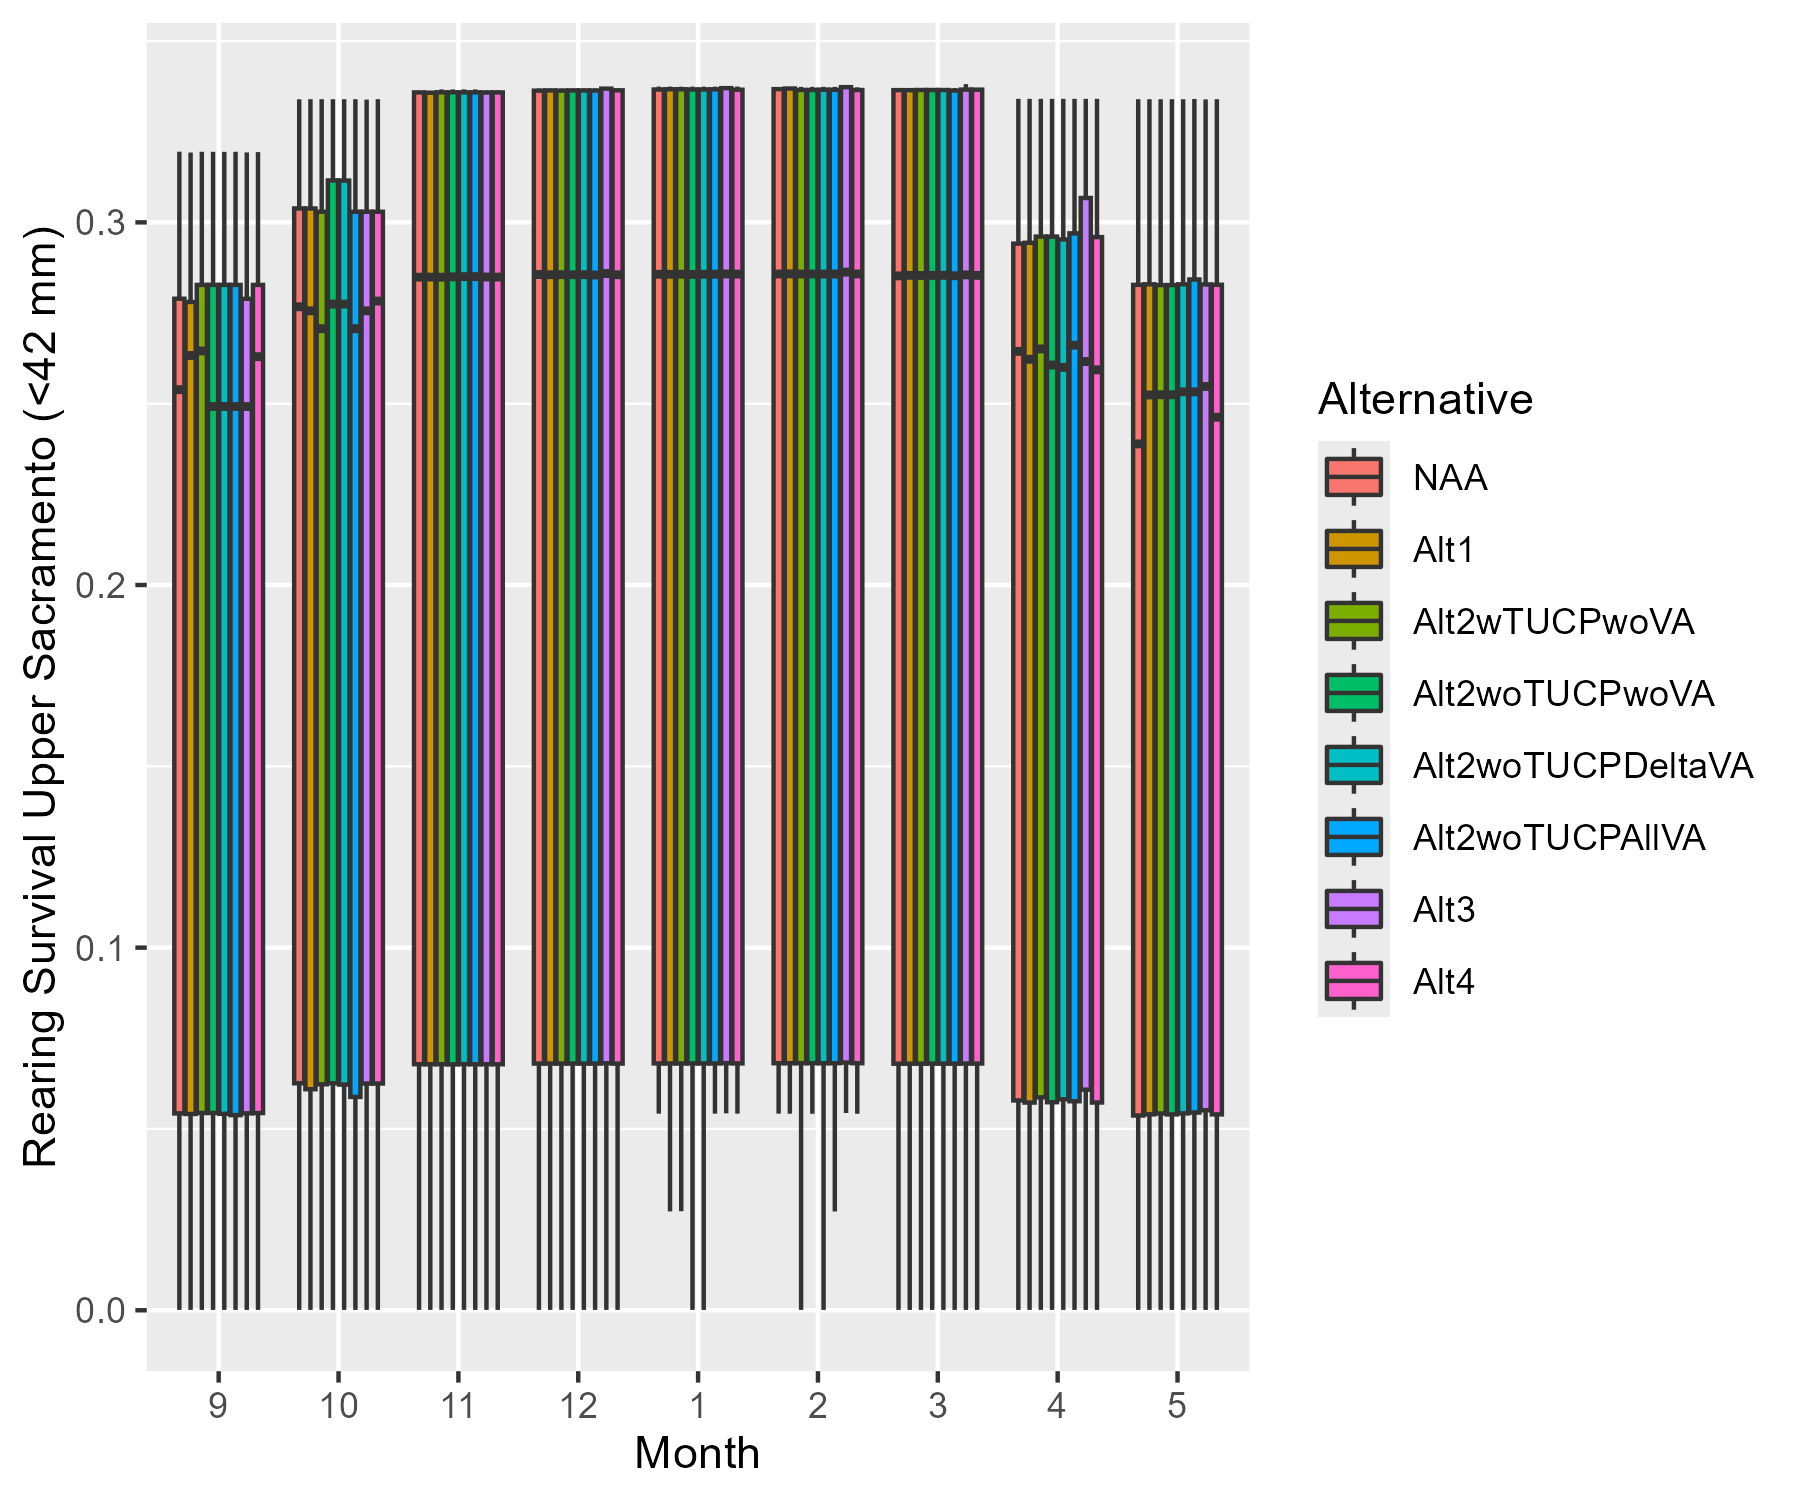 Rearing Survival Upper Sacramento (<42 mm)
0.3
0.2
0.1
0.0
9 10 11 12 1 2 3 4 5
Month
Alternative
NAA
Alt1
Alt2wTUCPwoVA
Alt2woTUCPwoVA
Alt2woTUCPDeltaVA
Alt2woTUCPAllVA
Alt3
Alt4